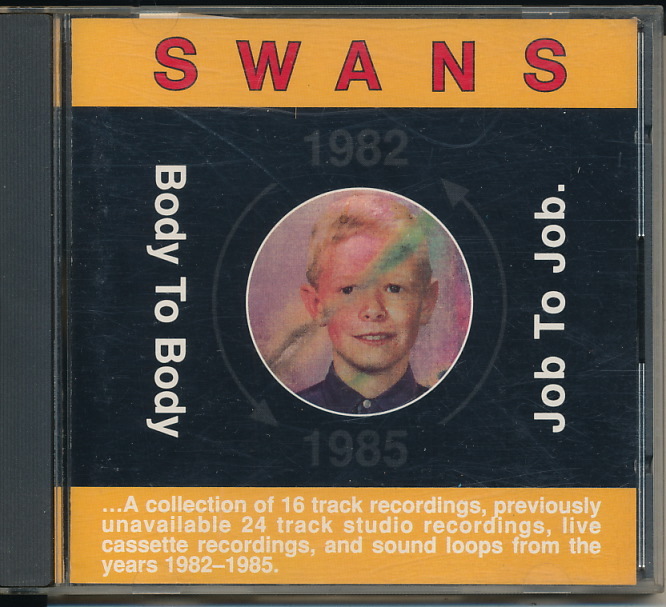 SWANS
1982
Body To Body
Job To Job.
1985
...A collection of 16 track recordings, previously
unavailable 24 track studio recordings, live
cassette recordings, and sound loops from the
years 1982–1985.